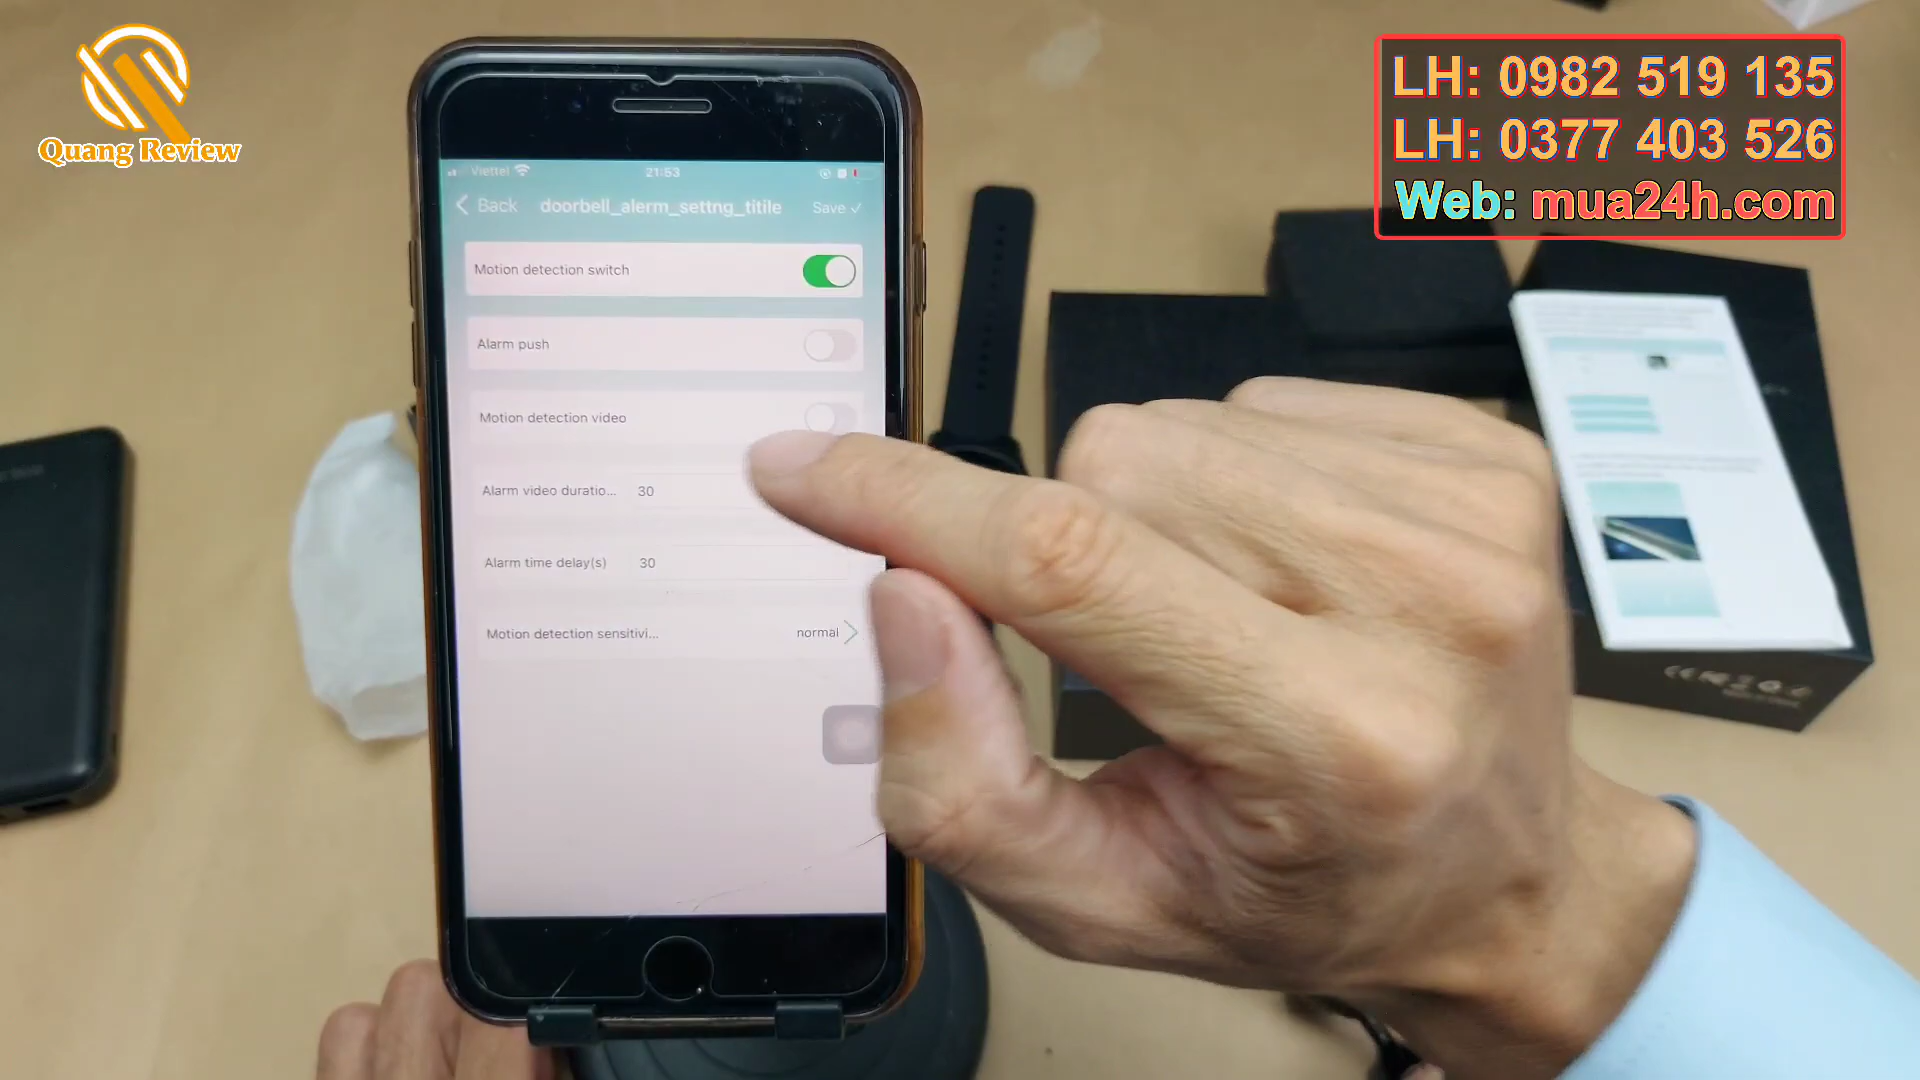 Quang Review
LH: 0982 519 135
LH: 0377 403 526
Web: mua24h.com
Viettel
21:53
Back
doorbell_alerm_settng_titile
Save
Motion detection switch
Alarm push
Motion detection video
Alarm video duratio...
30
Alarm time delay(s)
30
Motion detection sensitivi...
normal